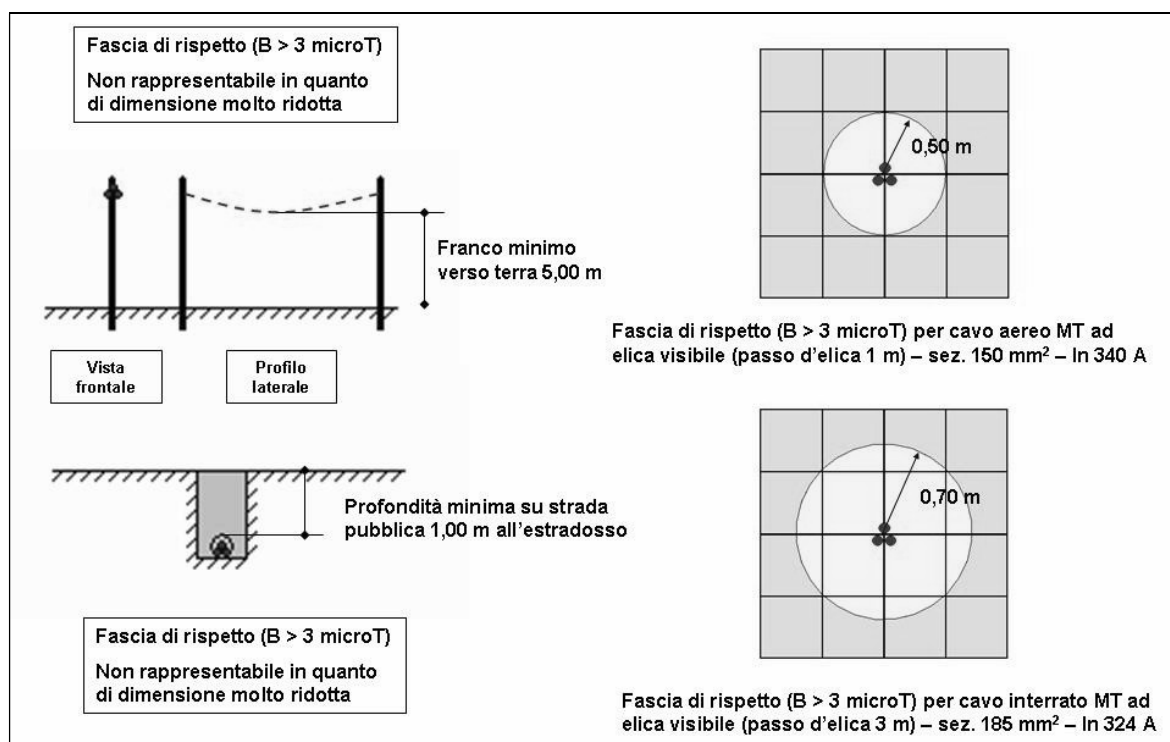 Fascia di rispetto (B > 3 microT)
Non rappresentabile in quanto
di dimensione molto ridotta
0,50 m
Franco minimo
verso terra 5,00 m
Fascia di rispetto (B > 3 microT) per cavo aereo MT ad
elica visibile (passo d'elica 1 m) – sez. 150 mm² – In 340 A
Vista
frontale
Profilo
laterale
0,70 m
Profondità minima su strada
pubblica 1,00 m all'estradosso
Fascia di rispetto (B > 3 microT)
Non rappresentabile in quanto
di dimensione molto ridotta
Fascia di rispetto (B > 3 microT) per cavo interrato MT ad
elica visibile (passo d'elica 3 m) – sez. 185 mm² – In 324 A